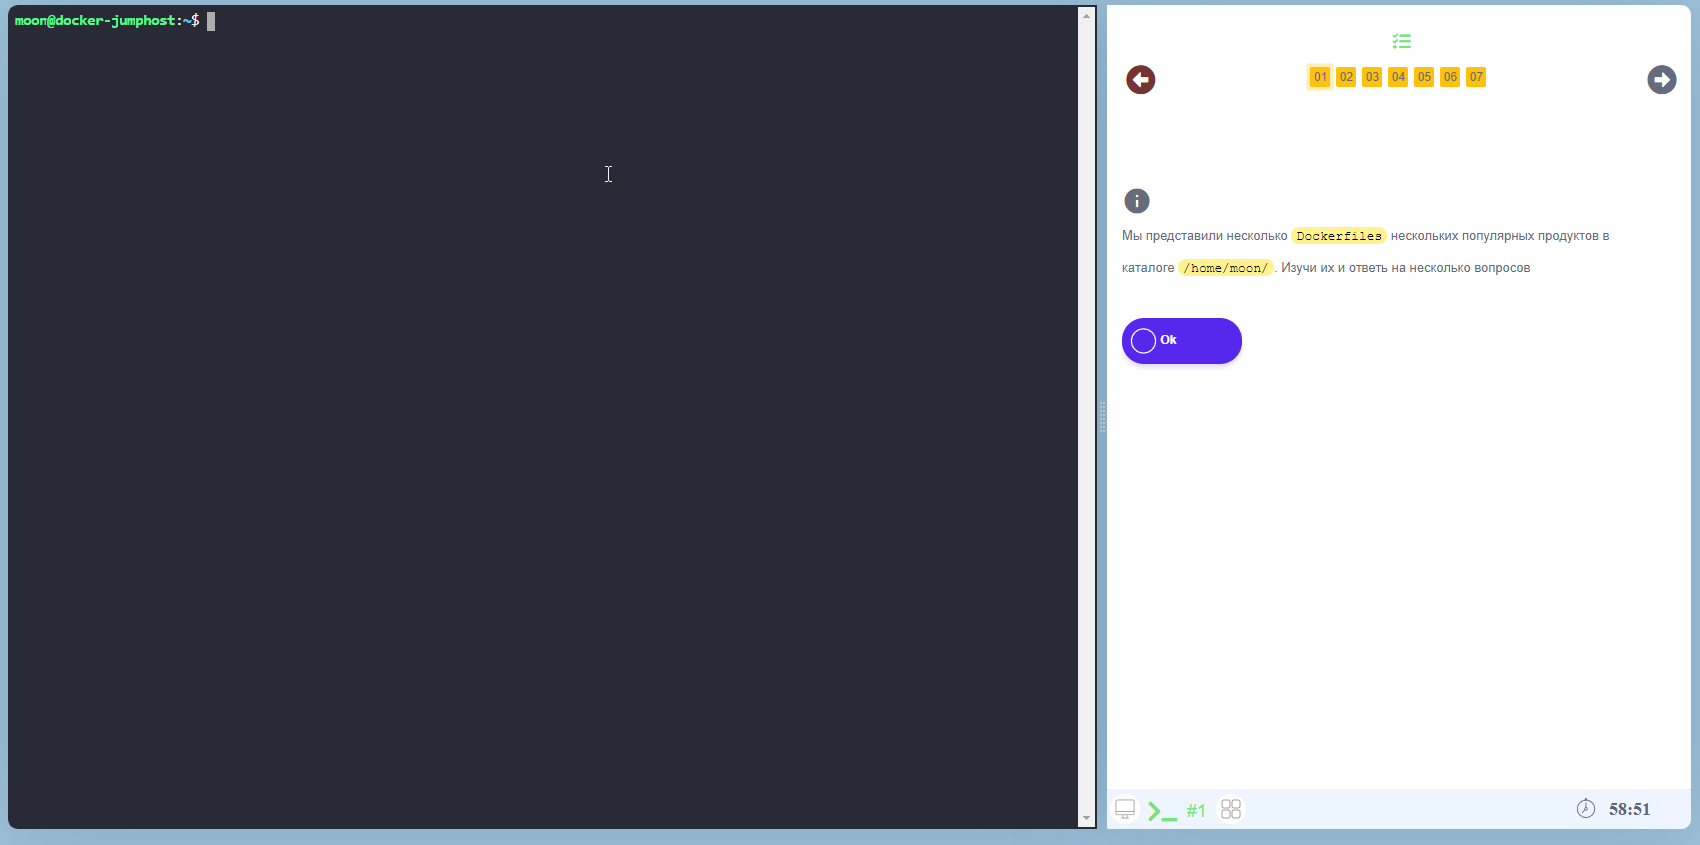 moon@docker-jumphost:~$
01 02 03 04 05 06 07
Мы представили несколько Dockerfiles нескольких популярных продуктов в
каталоге /home/moon/. Изучи их и ответь на несколько вопросов
Ok
#1
58:51